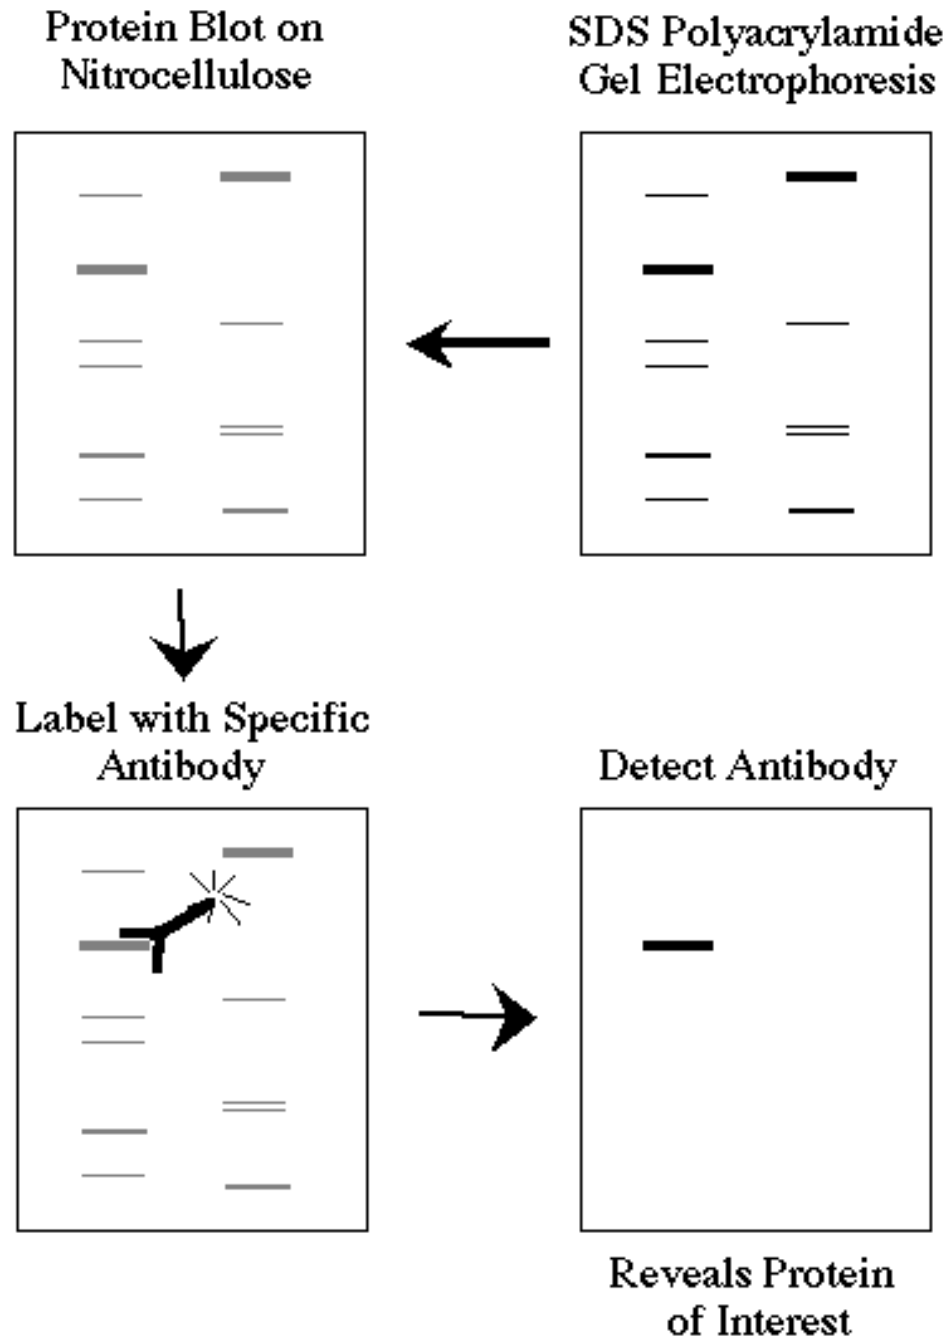 Protein Blot on
Nitrocellulose
SDS Polyacrylamide
Gel Electrophoresis
Label with Specific
Antibody
Detect Antibody
Reveals Protein
of Interest